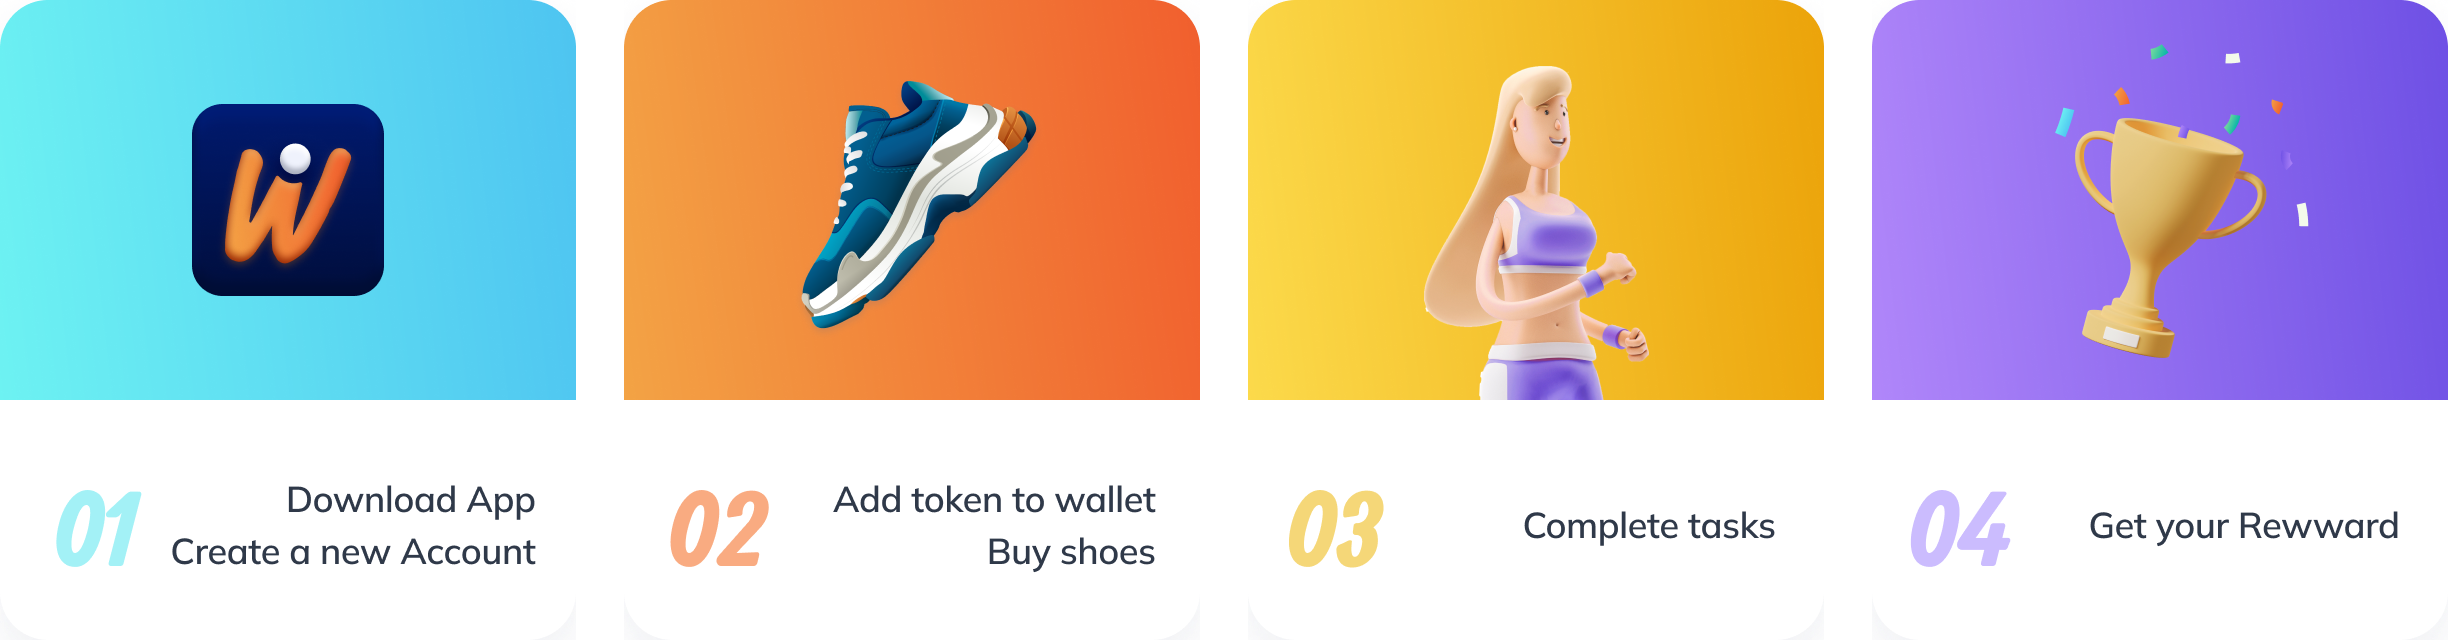 W
01
Download App
Create a new Account
02
Add token to wallet
Buy shoes
03
Complete tasks
04
Get your Rewward